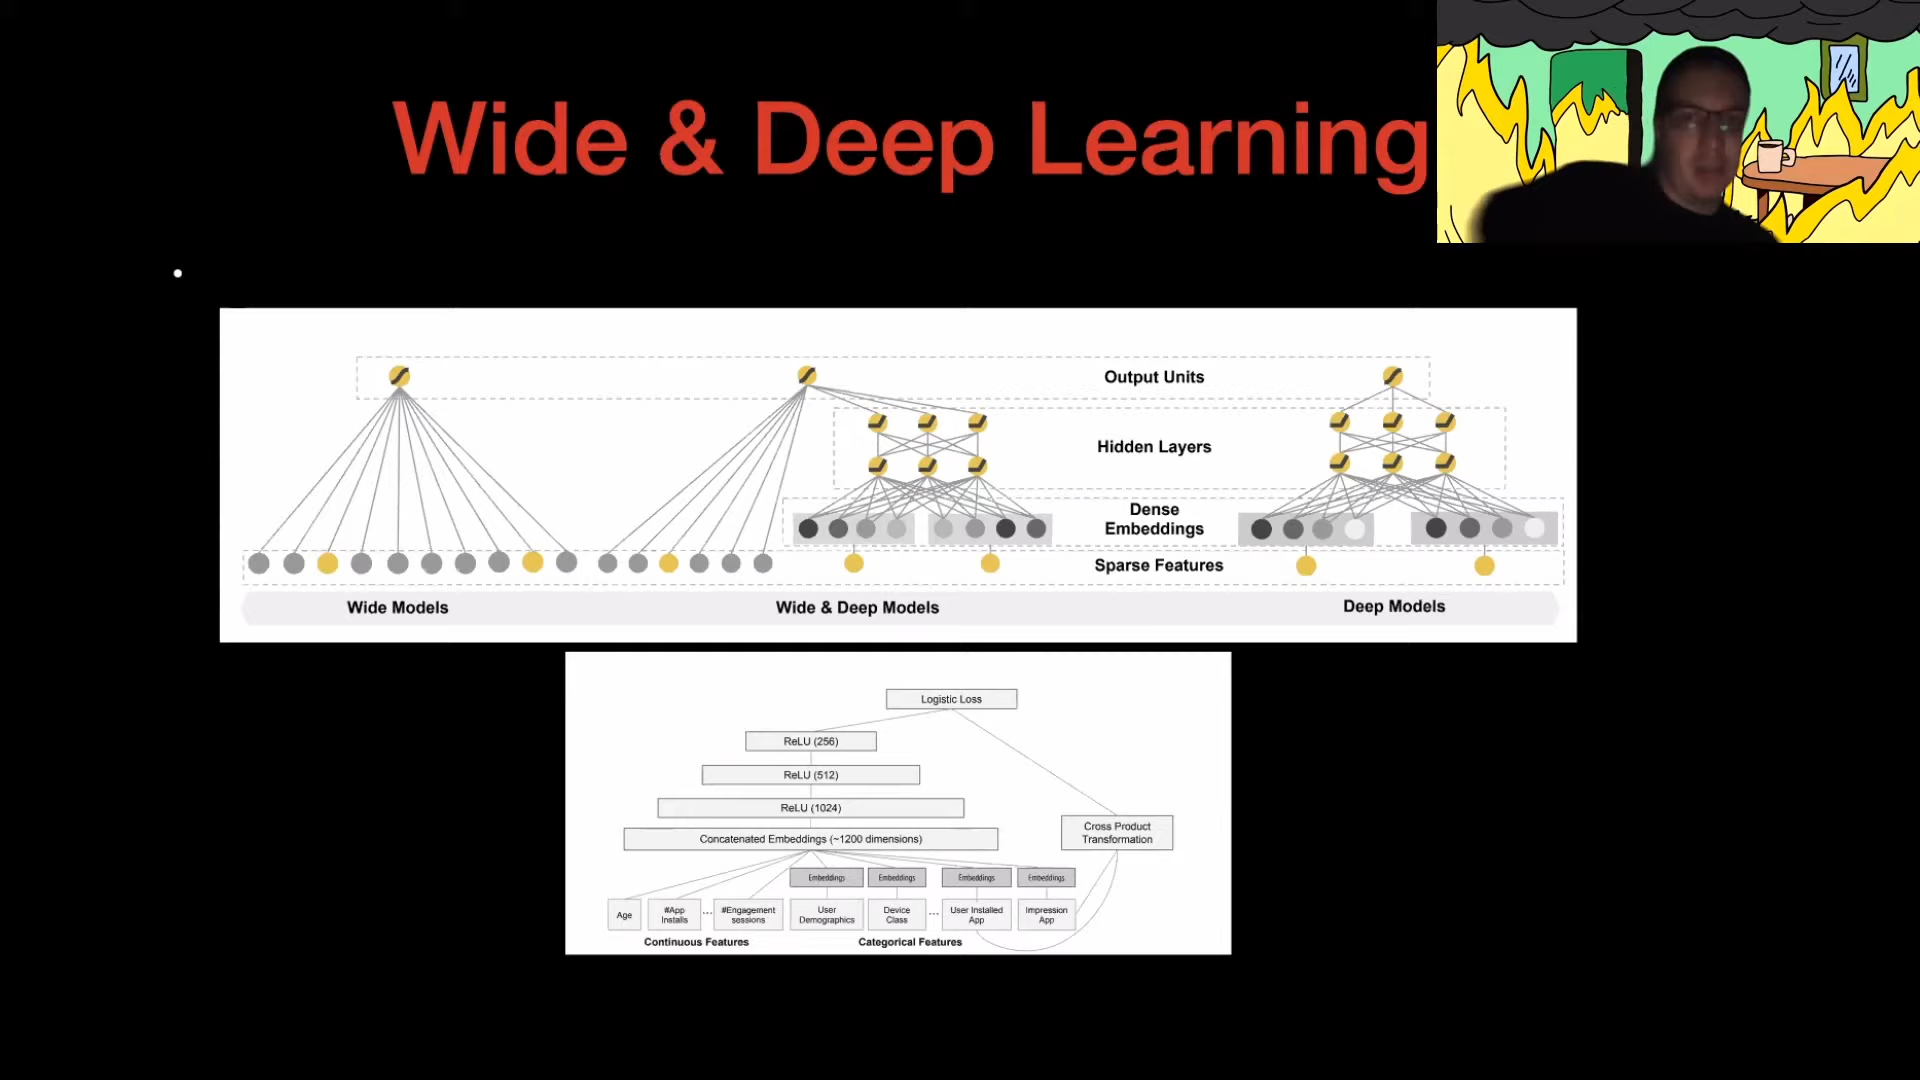 Wide & Deep Learning
Output Units
Hidden Layers
Dense
Embeddings
Sparse Features
Wide Models
Wide & Deep Models
Deep Models
Logistic Loss
ReLU (256)
ReLU (512)
ReLU (1024)
Concatenated Embeddings (~1200 dimensions)
Cross Product
Transformation
Embeddings
Embeddings
Embeddings
Embeddings
Age
#App
Installs
...
#Engagement
sessions
User
Demographics
Device
Class
...
User Installed
App
Impression
App
Continuous Features
Categorical Features